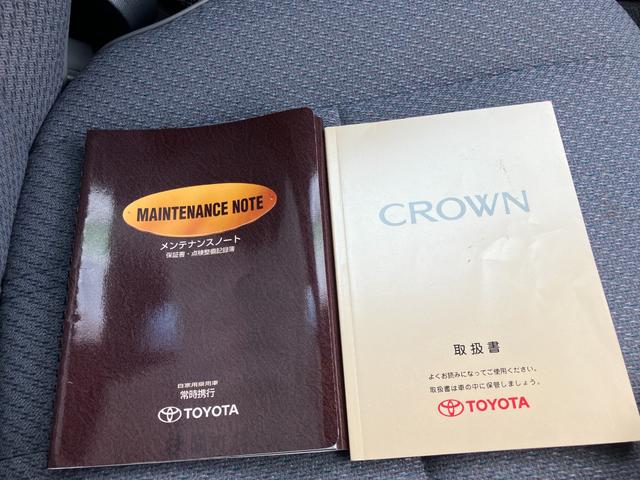 MAINTENANCE NOTE
メンテナンスノート
保証書・点検整備記録簿
自家用乗用車
常時携行
TOYOTA
CROWN
取扱書
よくお読みになってご使用ください。
取扱書は車の中に保管しましょう。
TOYOTA